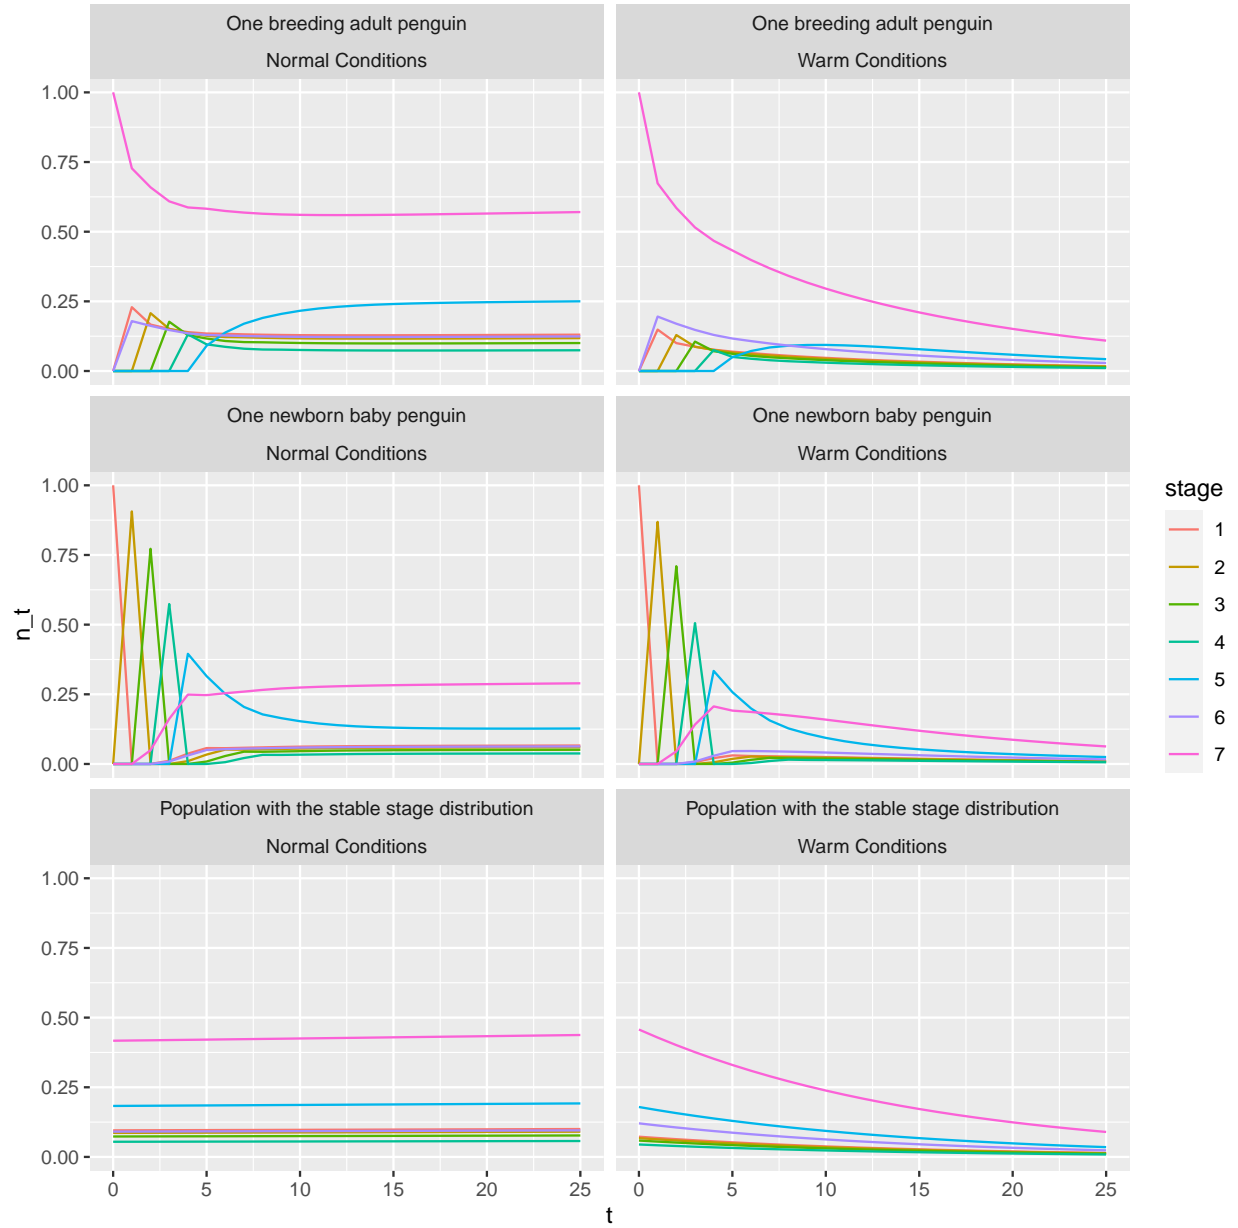 One breeding adult penguin
Normal Conditions
One breeding adult penguin
Warm Conditions
1.00
0.75
0.50
0.25
0.00
One newborn baby penguin
Normal Conditions
One newborn baby penguin
Warm Conditions
1.00
0.75
0.50
0.25
0.00
Population with the stable stage distribution
Normal Conditions
Population with the stable stage distribution
Warm Conditions
1.00
0.75
0.50
0.25
0.00
0 5 10 15 20 25
0 5 10 15 20 25
t
n_t
stage
1
2
3
4
5
6
7